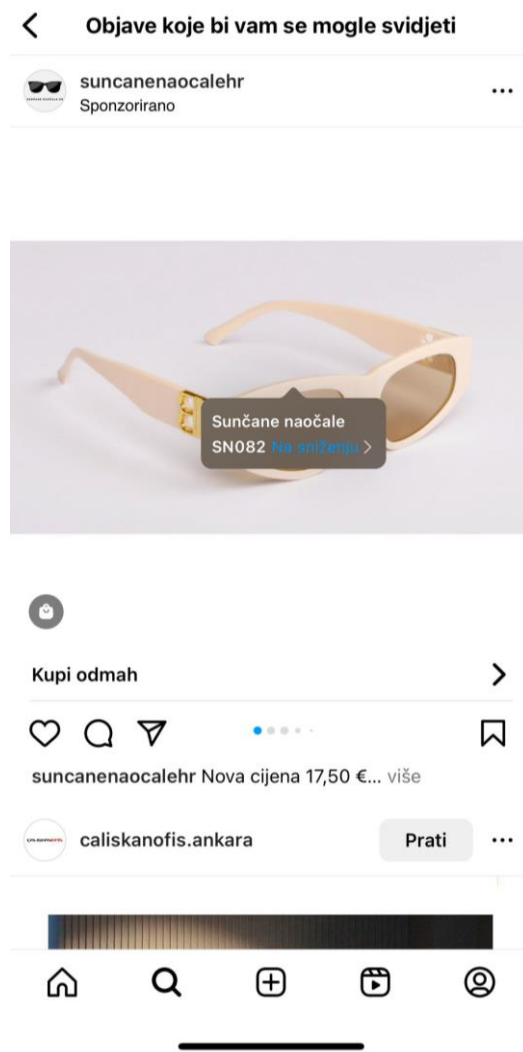 Objave koje bi vam se mogle svidjeti
suncanenaocalehr
Sponzorirano
Sunčane naočale
SN082 Na sniženju
Kupi odmah
suncanenaocalehr Nova cijena 17,50 €... više
caliskanofis.ankara
Prati